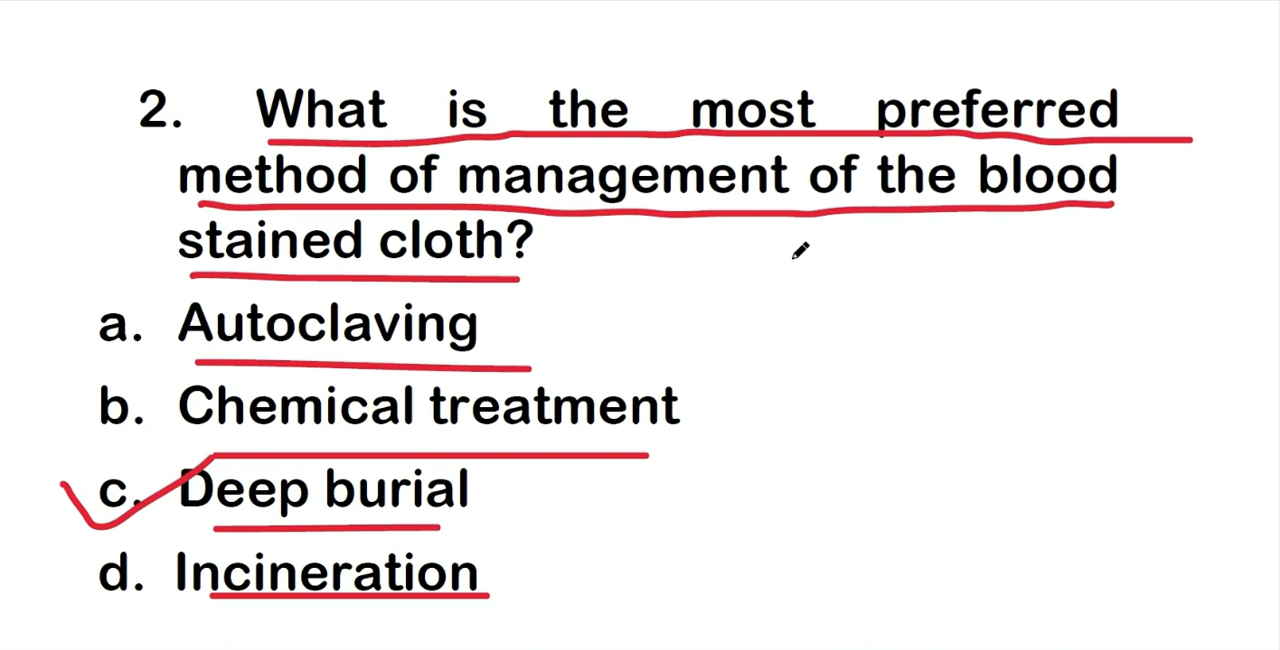 2. What is the most preferred
method of management of the blood
stained cloth?
a. Autoclaving
b. Chemical treatment
c. Deep burial
d. Incineration